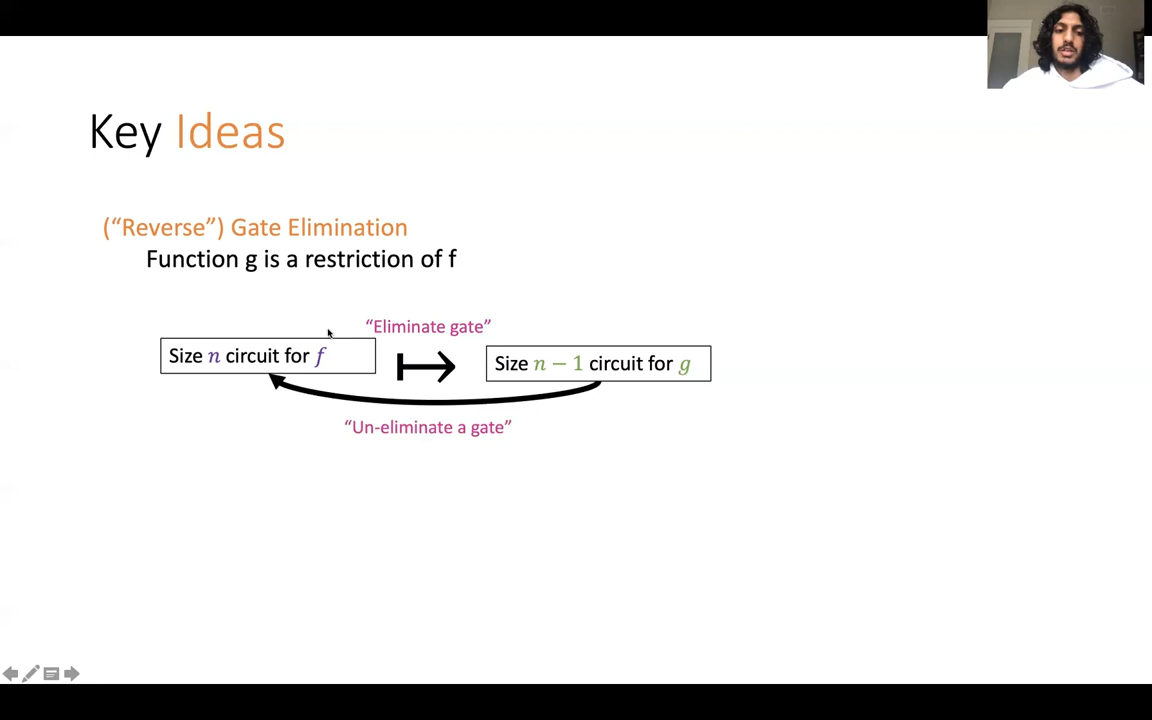 Key Ideas
(“Reverse”) Gate Elimination
Function g is a restriction of f
“Eliminate gate”
Size n circuit for f
Size n − 1 circuit for g
“Un-eliminate a gate”